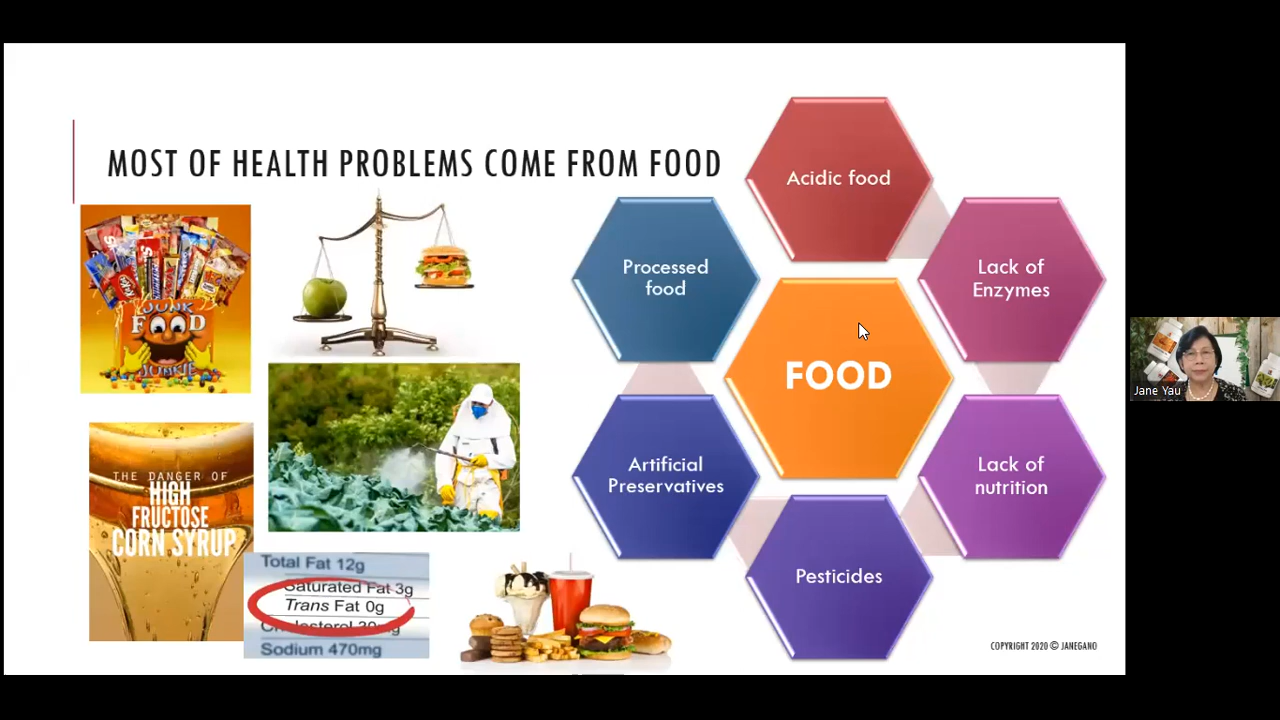 MOST OF HEALTH PROBLEMS COME FROM FOOD
JUNK
FOOD
JUNKIE
THE DANGER OF
HIGH
FRUCTOSE
CORN SYRUP
Total Fat 12g
Saturated Fat 3g
Trans Fat 0g
Sodium 470mg
Acidic food
Processed
food
Lack of
Enzymes
FOOD
Artificial
Preservatives
Lack of
nutrition
Pesticides
COPYRIGHT 2020 © JANEGANO
Jane Yau